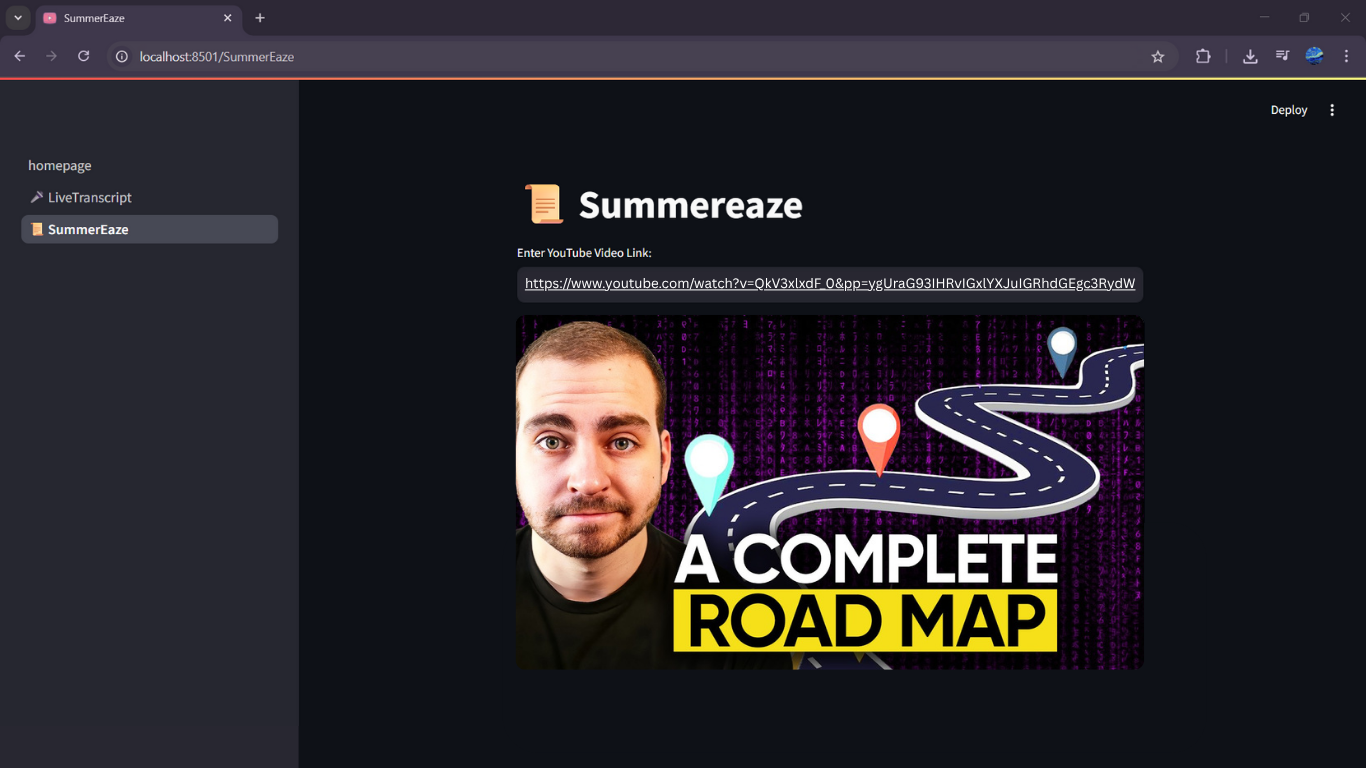 SummerEaze
localhost:8501/SummerEaze
Deploy
homepage
LiveTranscript
SummerEaze
Summereaze
Enter YouTube Video Link:
https://www.youtube.com/watch?v=QkV3xlxdF_0&pp=ygUraG93IHRvIGxlYXJuIGRhdGEgc3RydW
A COMPLETE
ROAD MAP